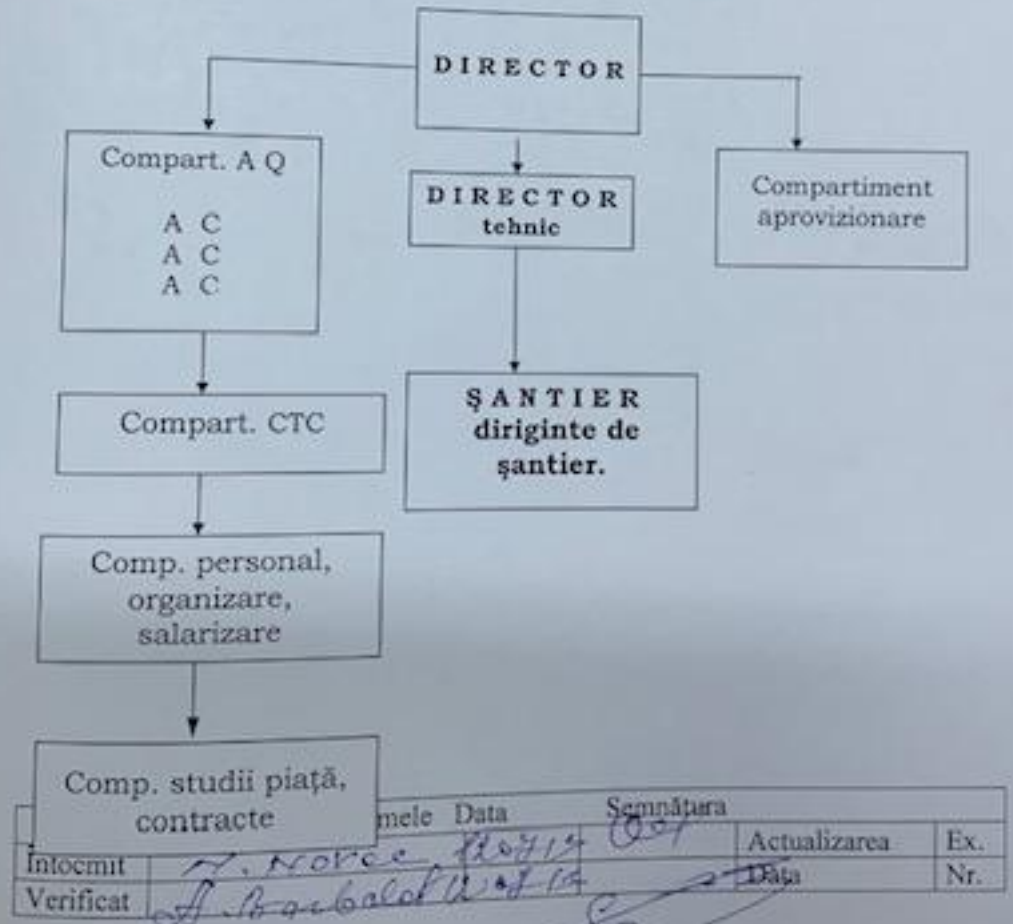 DIRECTOR
Compart. A Q
A C
A C
A C
DIRECTOR
tehnic
Compartiment
aprovizionare
Compart. CTC
ŞANTIER
diriginte de
şantier.
Comp. personal,
organizare,
salarizare
Comp. studii piaţă,
contracte
mele Data Semnătura
Actualizarea Ex.
Întocmit
Data Nr.
Verificat